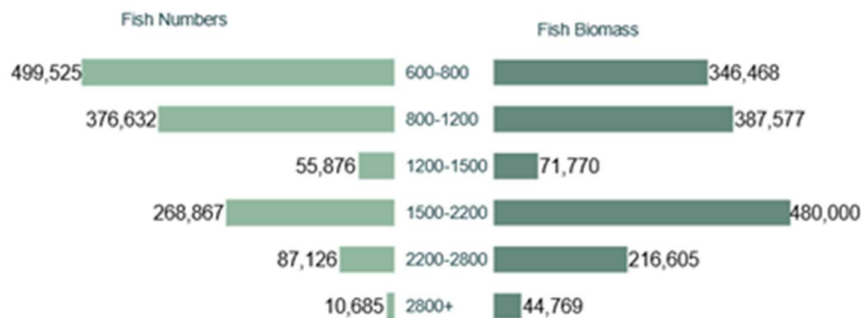 Fish Numbers
Fish Biomass
499,525 600-800 346,468
376,632 800-1200 387,577
55,876 1200-1500 71,770
268,867 1500-2200 480,000
87,126 2200-2800 216,605
10,685 2800+ 44,769